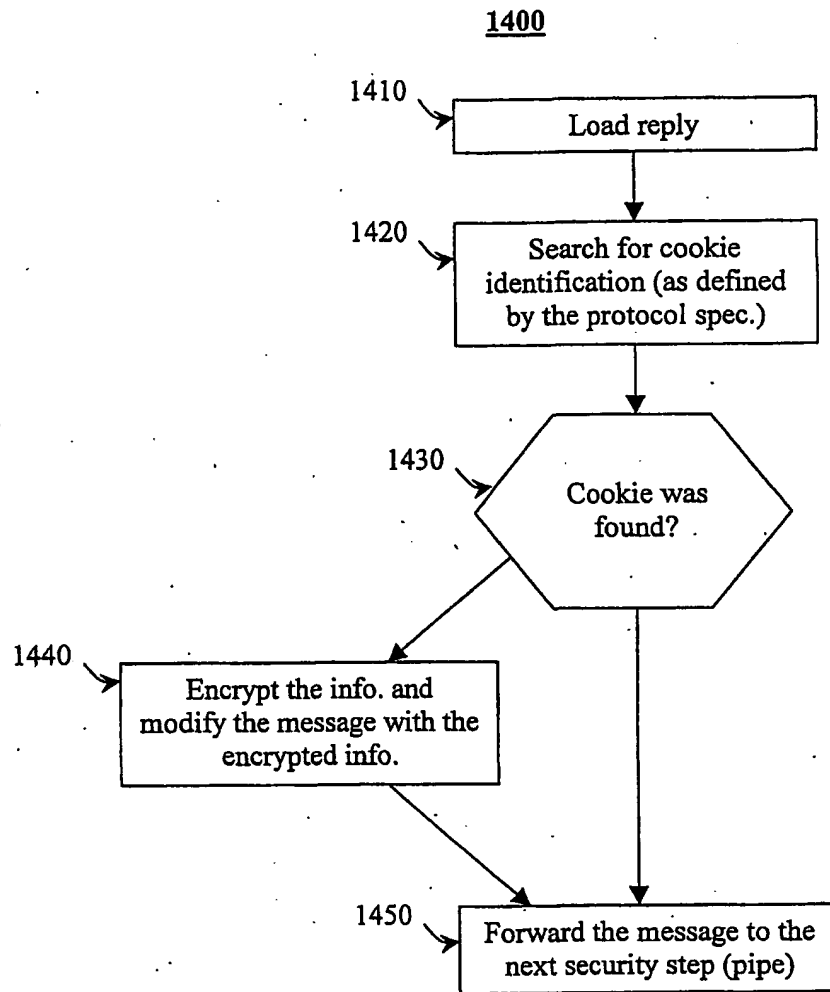 1400
1410
Load reply
1420
Search for cookie
identification (as defined
by the protocol spec.)
1430
Cookie was
found?
1440
Encrypt the info. and
modify the message with the
encrypted info.
1450
Forward the message to the
next security step (pipe)